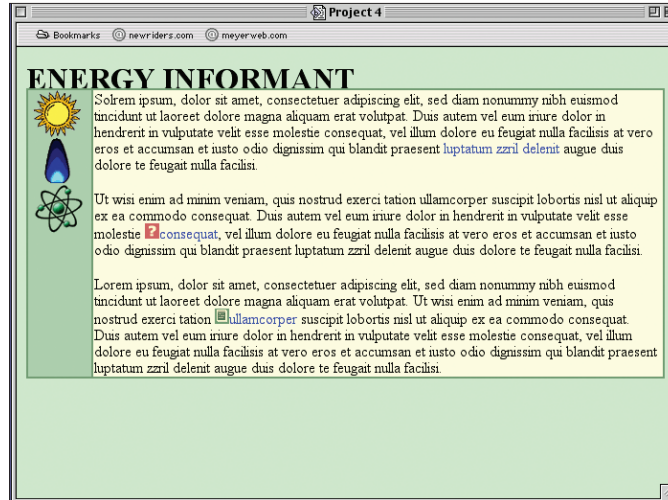 Project 4
Bookmarks newriders.com meyerweb.com
ENERGY INFORMANT
Solrem ipsum, dolor sit amet, consectetuer adipiscing elit, sed diam nonummy nibh euismod
tincidunt ut laoreet dolore magna aliquam erat volutpat. Duis autem vel eum iriure dolor in
hendrerit in vulputate velit esse molestie consequat, vel illum dolore eu feugiat nulla facilisis at vero
eros et accumsan et iusto odio dignissim qui blandit praesent luptatum zzril delenit augue duis
dolore te feugait nulla facilisi.
Ut wisi enim ad minim veniam, quis nostrud exerci tation ullamcorper suscipit lobortis nisl ut aliquip
ex ea commodo consequat. Duis autem vel eum iriure dolor in hendrerit in vulputate velit esse
molestie ?consequat, vel illum dolore eu feugiat nulla facilisis at vero eros et accumsan et iusto
odio dignissim qui blandit praesent luptatum zzril delenit augue duis dolore te feugait nulla facilisi.
Lorem ipsum, dolor sit amet, consectetuer adipiscing elit, sed diam nonummy nibh euismod
tincidunt ut laoreet dolore magna aliquam erat volutpat. Ut wisi enim ad minim veniam, quis
nostrud exerci tation ullamcorper suscipit lobortis nisl ut aliquip ex ea commodo consequat.
Duis autem vel eum iriure dolor in hendrerit in vulputate velit esse molestie consequat, vel illum
dolore eu feugiat nulla facilisis at vero eros et accumsan et iusto odio dignissim qui blandit praesent
luptatum zzril delenit augue duis dolore te feugait nulla facilisi.